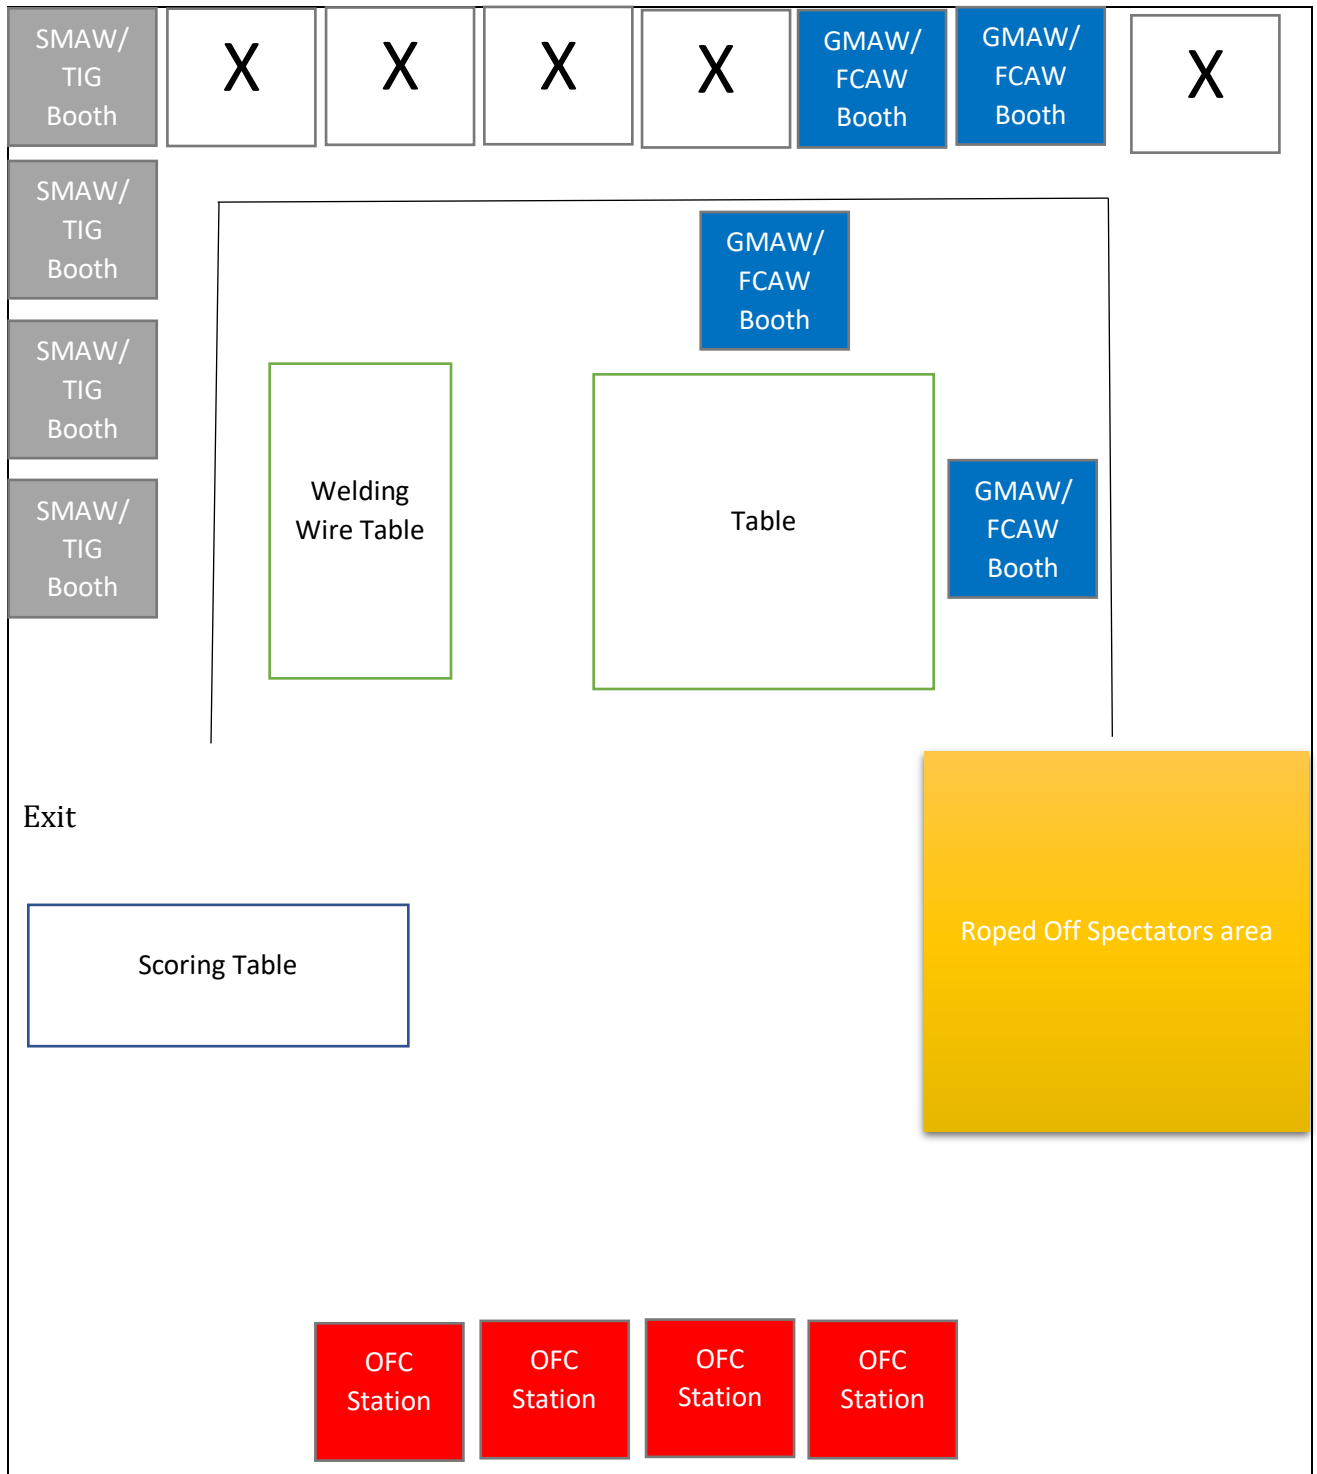 SMAW/
TIG
Booth
X
X
X
X
GMAW/
FCAW
Booth
GMAW/
FCAW
Booth
X
SMAW/
TIG
Booth
GMAW/
FCAW
Booth
SMAW/
TIG
Booth
Welding
Wire Table
Table
GMAW/
FCAW
Booth
SMAW/
TIG
Booth
Exit
Roped Off Spectators area
Scoring Table
OFC
Station
OFC
Station
OFC
Station
OFC
Station